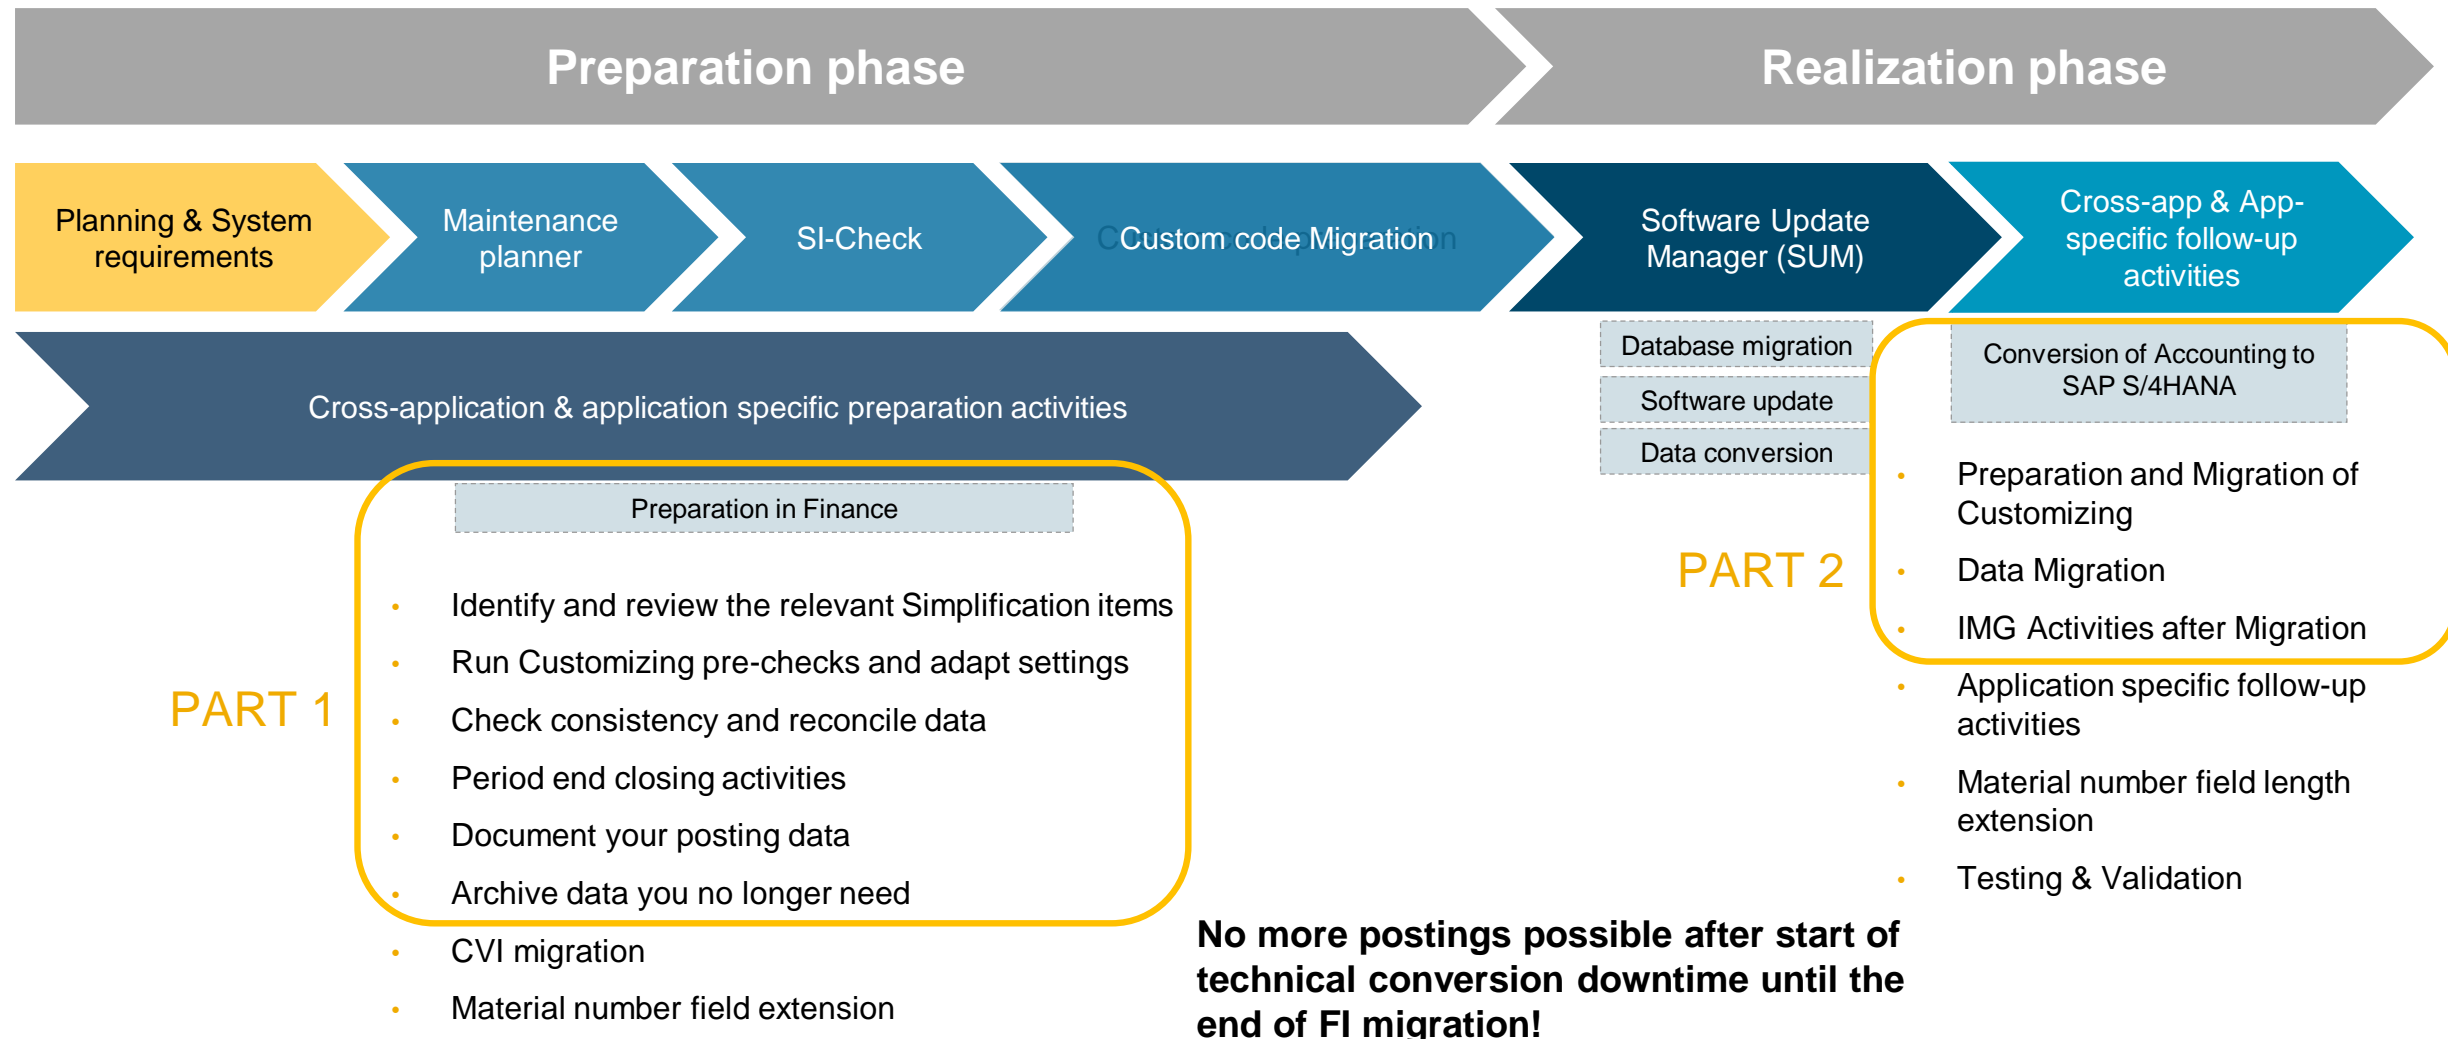 Preparation phase
Realization phase
Planning & System
requirements
Maintenance
planner
SI-Check
Custom code Migration
Software Update
Manager (SUM)
Cross-app & App-
specific follow-up
activities
Cross-application & application specific preparation activities
Database migration
Software update
Data conversion
Conversion of Accounting to
SAP S/4HANA
Preparation in Finance
PART 1
• Identify and review the relevant Simplification items
• Run Customizing pre-checks and adapt settings
• Check consistency and reconcile data
• Period end closing activities
• Document your posting data
• Archive data you no longer need
• CVI migration
• Material number field extension
PART 2
• Preparation and Migration of
Customizing
• Data Migration
• IMG Activities after Migration
• Application specific follow-up
activities
• Material number field length
extension
• Testing & Validation
No more postings possible after start of
technical conversion downtime until the
end of FI migration!